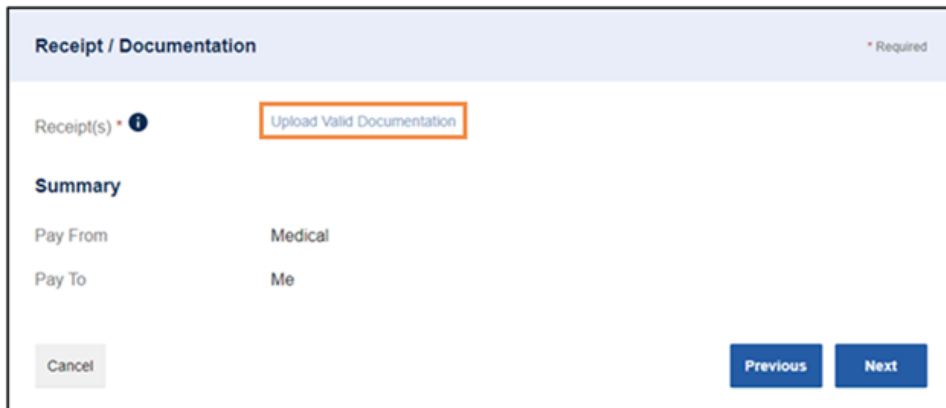 Receipt / Documentation * Required
Receipt(s) * i Upload Valid Documentation
Summary
Pay From Medical
Pay To Me
Cancel Previous Next